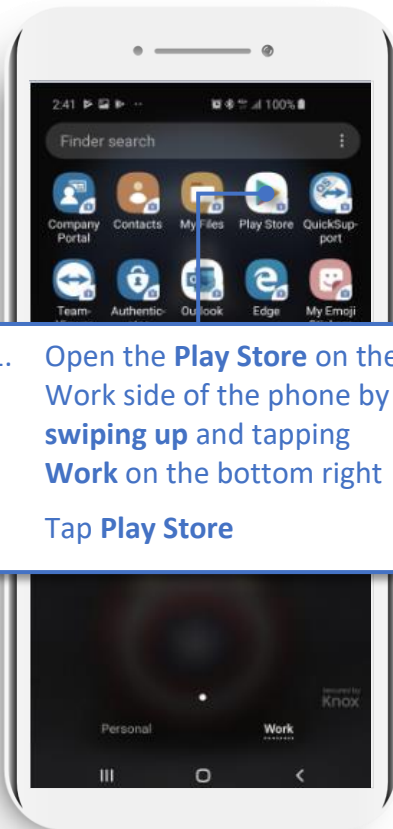 2:41 100%
Finder search
Company Contacts My Files Play Store QuickSup-
Portal port
Team- Authentic- Outlook Edge My Emoji
1. Open the Play Store on the
Work side of the phone by
swiping up and tapping
Work on the bottom right
Tap Play Store
Secured by
Knox
Personal Work